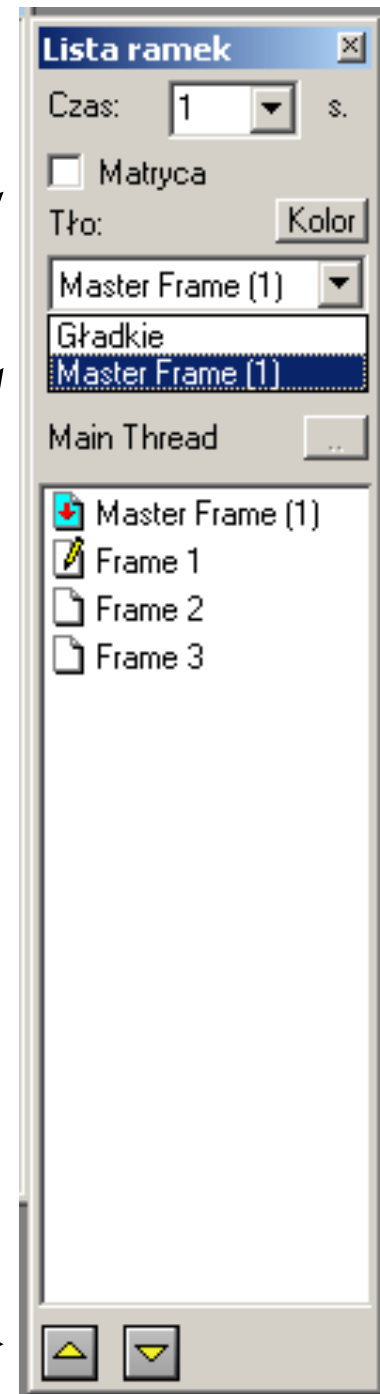 Lista ramek
Czas: 1 s.
Matryca
Tło: Kolor
Master Frame (1)
Gładkie
Master Frame (1)
Main Thread ..
Master Frame (1)
Frame 1
Frame 2
Frame 3